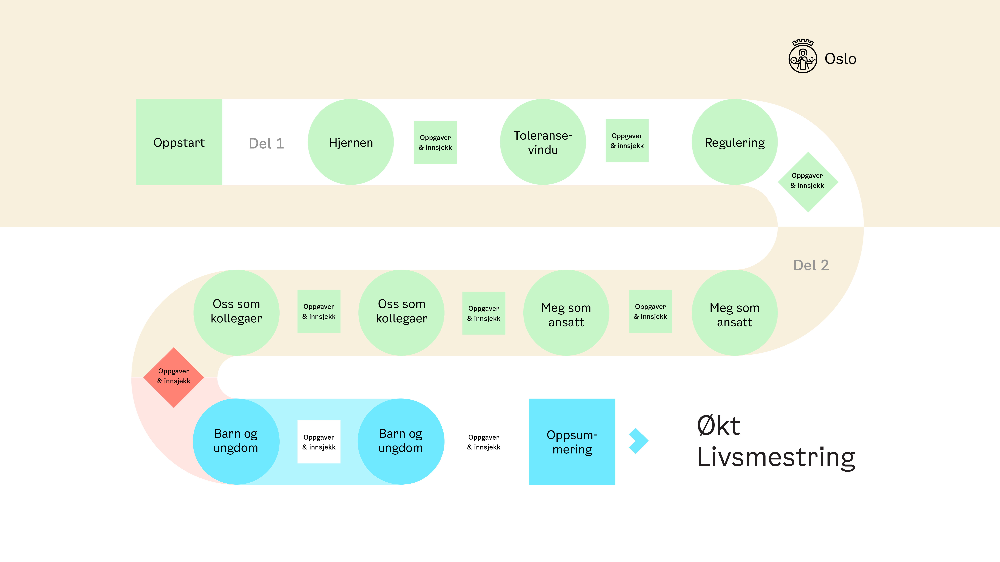 Oslo
Oppstart
Del 1
Hjernen
Oppgaver
& innsjekk
Toleranse-
vindu
Oppgaver
& innsjekk
Regulering
Oppgaver
& innsjekk
Del 2
Meg som
ansatt
Oppgaver
& innsjekk
Meg som
ansatt
Oppgaver
& innsjekk
Oss som
kollegaer
Oppgaver
& innsjekk
Oss som
kollegaer
Oppgaver
& innsjekk
Barn og
ungdom
Oppgaver
& innsjekk
Barn og
ungdom
Oppgaver
& innsjekk
Oppsum-
mering
Økt
Livsmestring